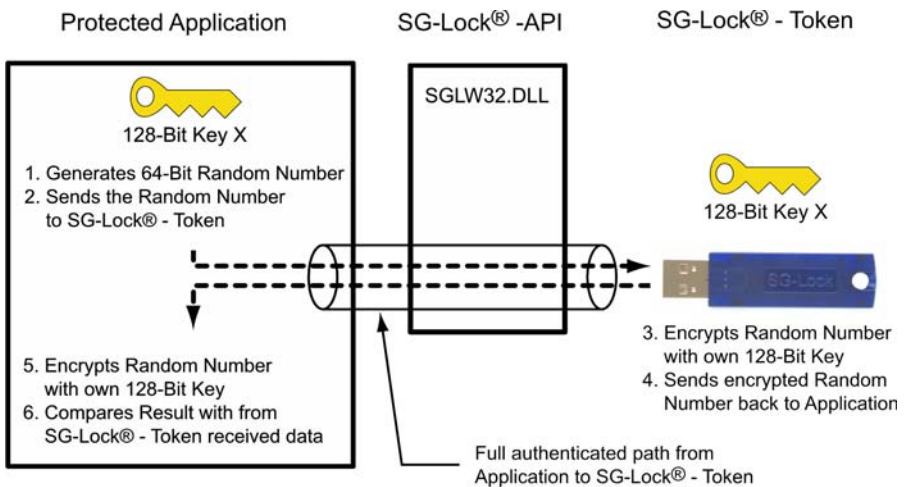 Protected Application
SG-Lock® -API
SG-Lock® - Token
SGLW32.DLL
128-Bit Key X
1. Generates 64-Bit Random Number
2. Sends the Random Number
to SG-Lock® - Token
128-Bit Key X
SG-Lock
3. Encrypts Random Number
with own 128-Bit Key
4. Sends encrypted Random
Number back to Application
5. Encrypts Random Number
with own 128-Bit Key
6. Compares Result with from
SG-Lock® - Token received data
Full authenticated path from
Application to SG-Lock® - Token